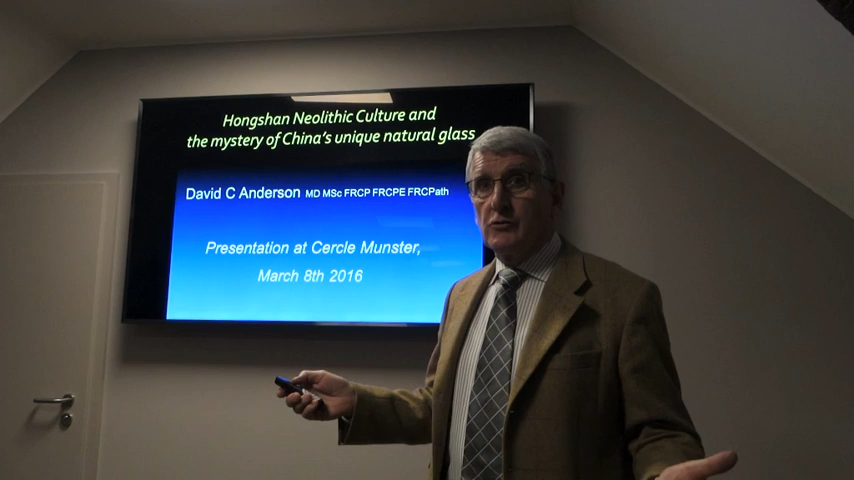 Hongshan Neolithic Culture and
the mystery of China's unique natural glass
David C Anderson MD MSc FRCP FRCPE FRCPath
Presentation at Cercle Munster,
March 8th 2016